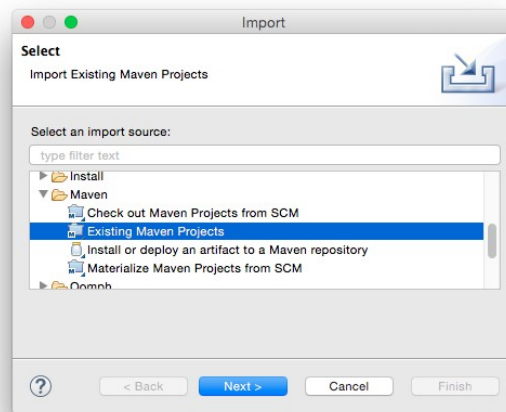 Import
Select
Import Existing Maven Projects
Select an import source:
type filter text
Install
Maven
Check out Maven Projects from SCM
Existing Maven Projects
Install or deploy an artifact to a Maven repository
Materialize Maven Projects from SCM
Oomph
? < Back Next > Cancel Finish